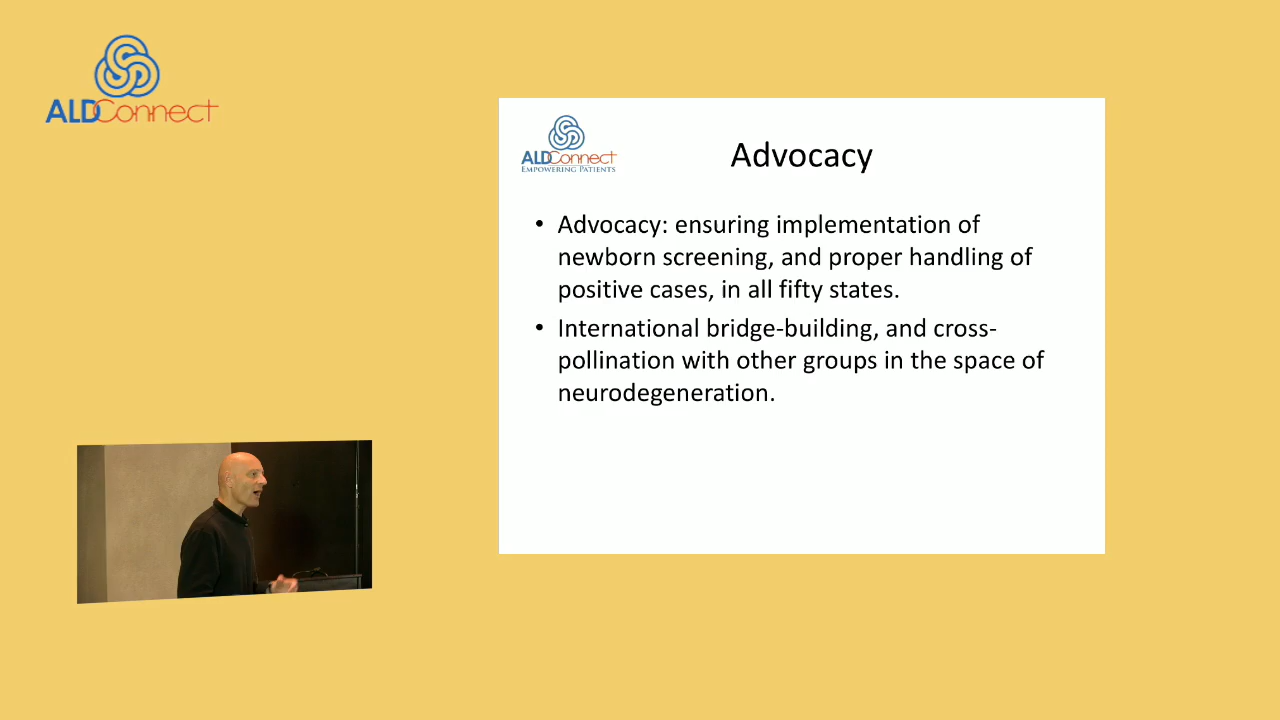 ALDConnect
ALDConnect
EMPOWERING PATIENTS
Advocacy
• Advocacy: ensuring implementation of
newborn screening, and proper handling of
positive cases, in all fifty states.
• International bridge-building, and cross-
pollination with other groups in the space of
neurodegeneration.